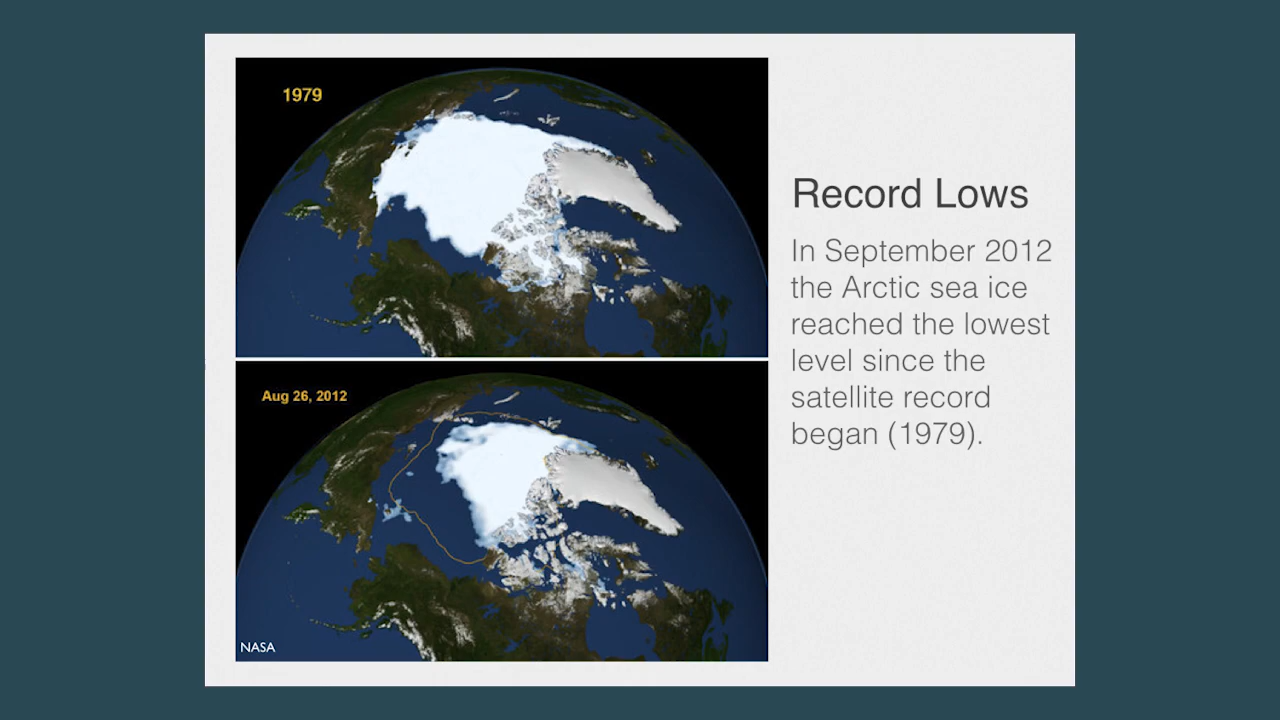 1979
Aug 26, 2012
NASA
Record Lows
In September 2012
the Arctic sea ice
reached the lowest
level since the
satellite record
began (1979).